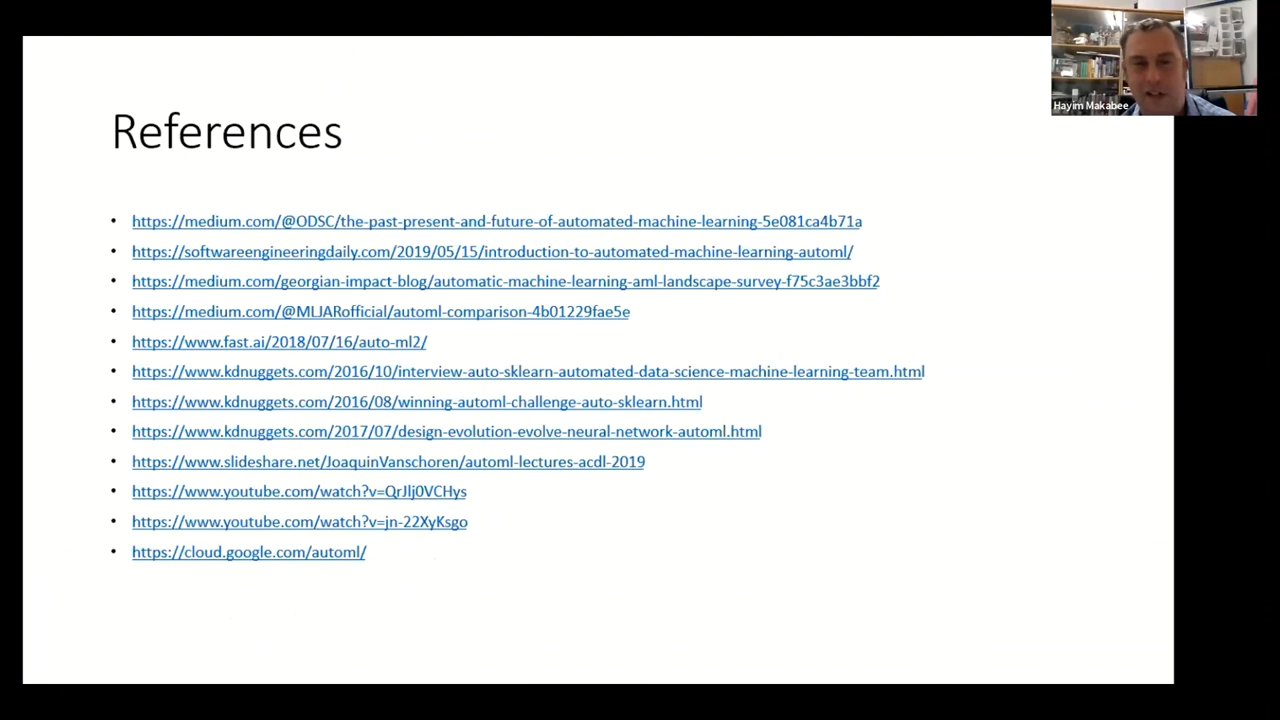 Hayim Makabee
References
• https://medium.com/@ODSC/the-past-present-and-future-of-automated-machine-learning-5e081ca4b71a
• https://softwareengineeringdaily.com/2019/05/15/introduction-to-automated-machine-learning-automl/
• https://medium.com/georgian-impact-blog/automatic-machine-learning-aml-landscape-survey-f75c3ae3bbf2
• https://medium.com/@MLJARofficial/automl-comparison-4b01229fae5e
• https://www.fast.ai/2018/07/16/auto-ml2/
• https://www.kdnuggets.com/2016/10/interview-auto-sklearn-automated-data-science-machine-learning-team.html
• https://www.kdnuggets.com/2016/08/winning-automl-challenge-auto-sklearn.html
• https://www.kdnuggets.com/2017/07/design-evolution-evolve-neural-network-automl.html
• https://www.slideshare.net/JoaquinVanschoren/automl-lectures-acdl-2019
• https://www.youtube.com/watch?v=QrJlj0VCHys
• https://www.youtube.com/watch?v=jn-22XyKsgo
• https://cloud.google.com/automl/